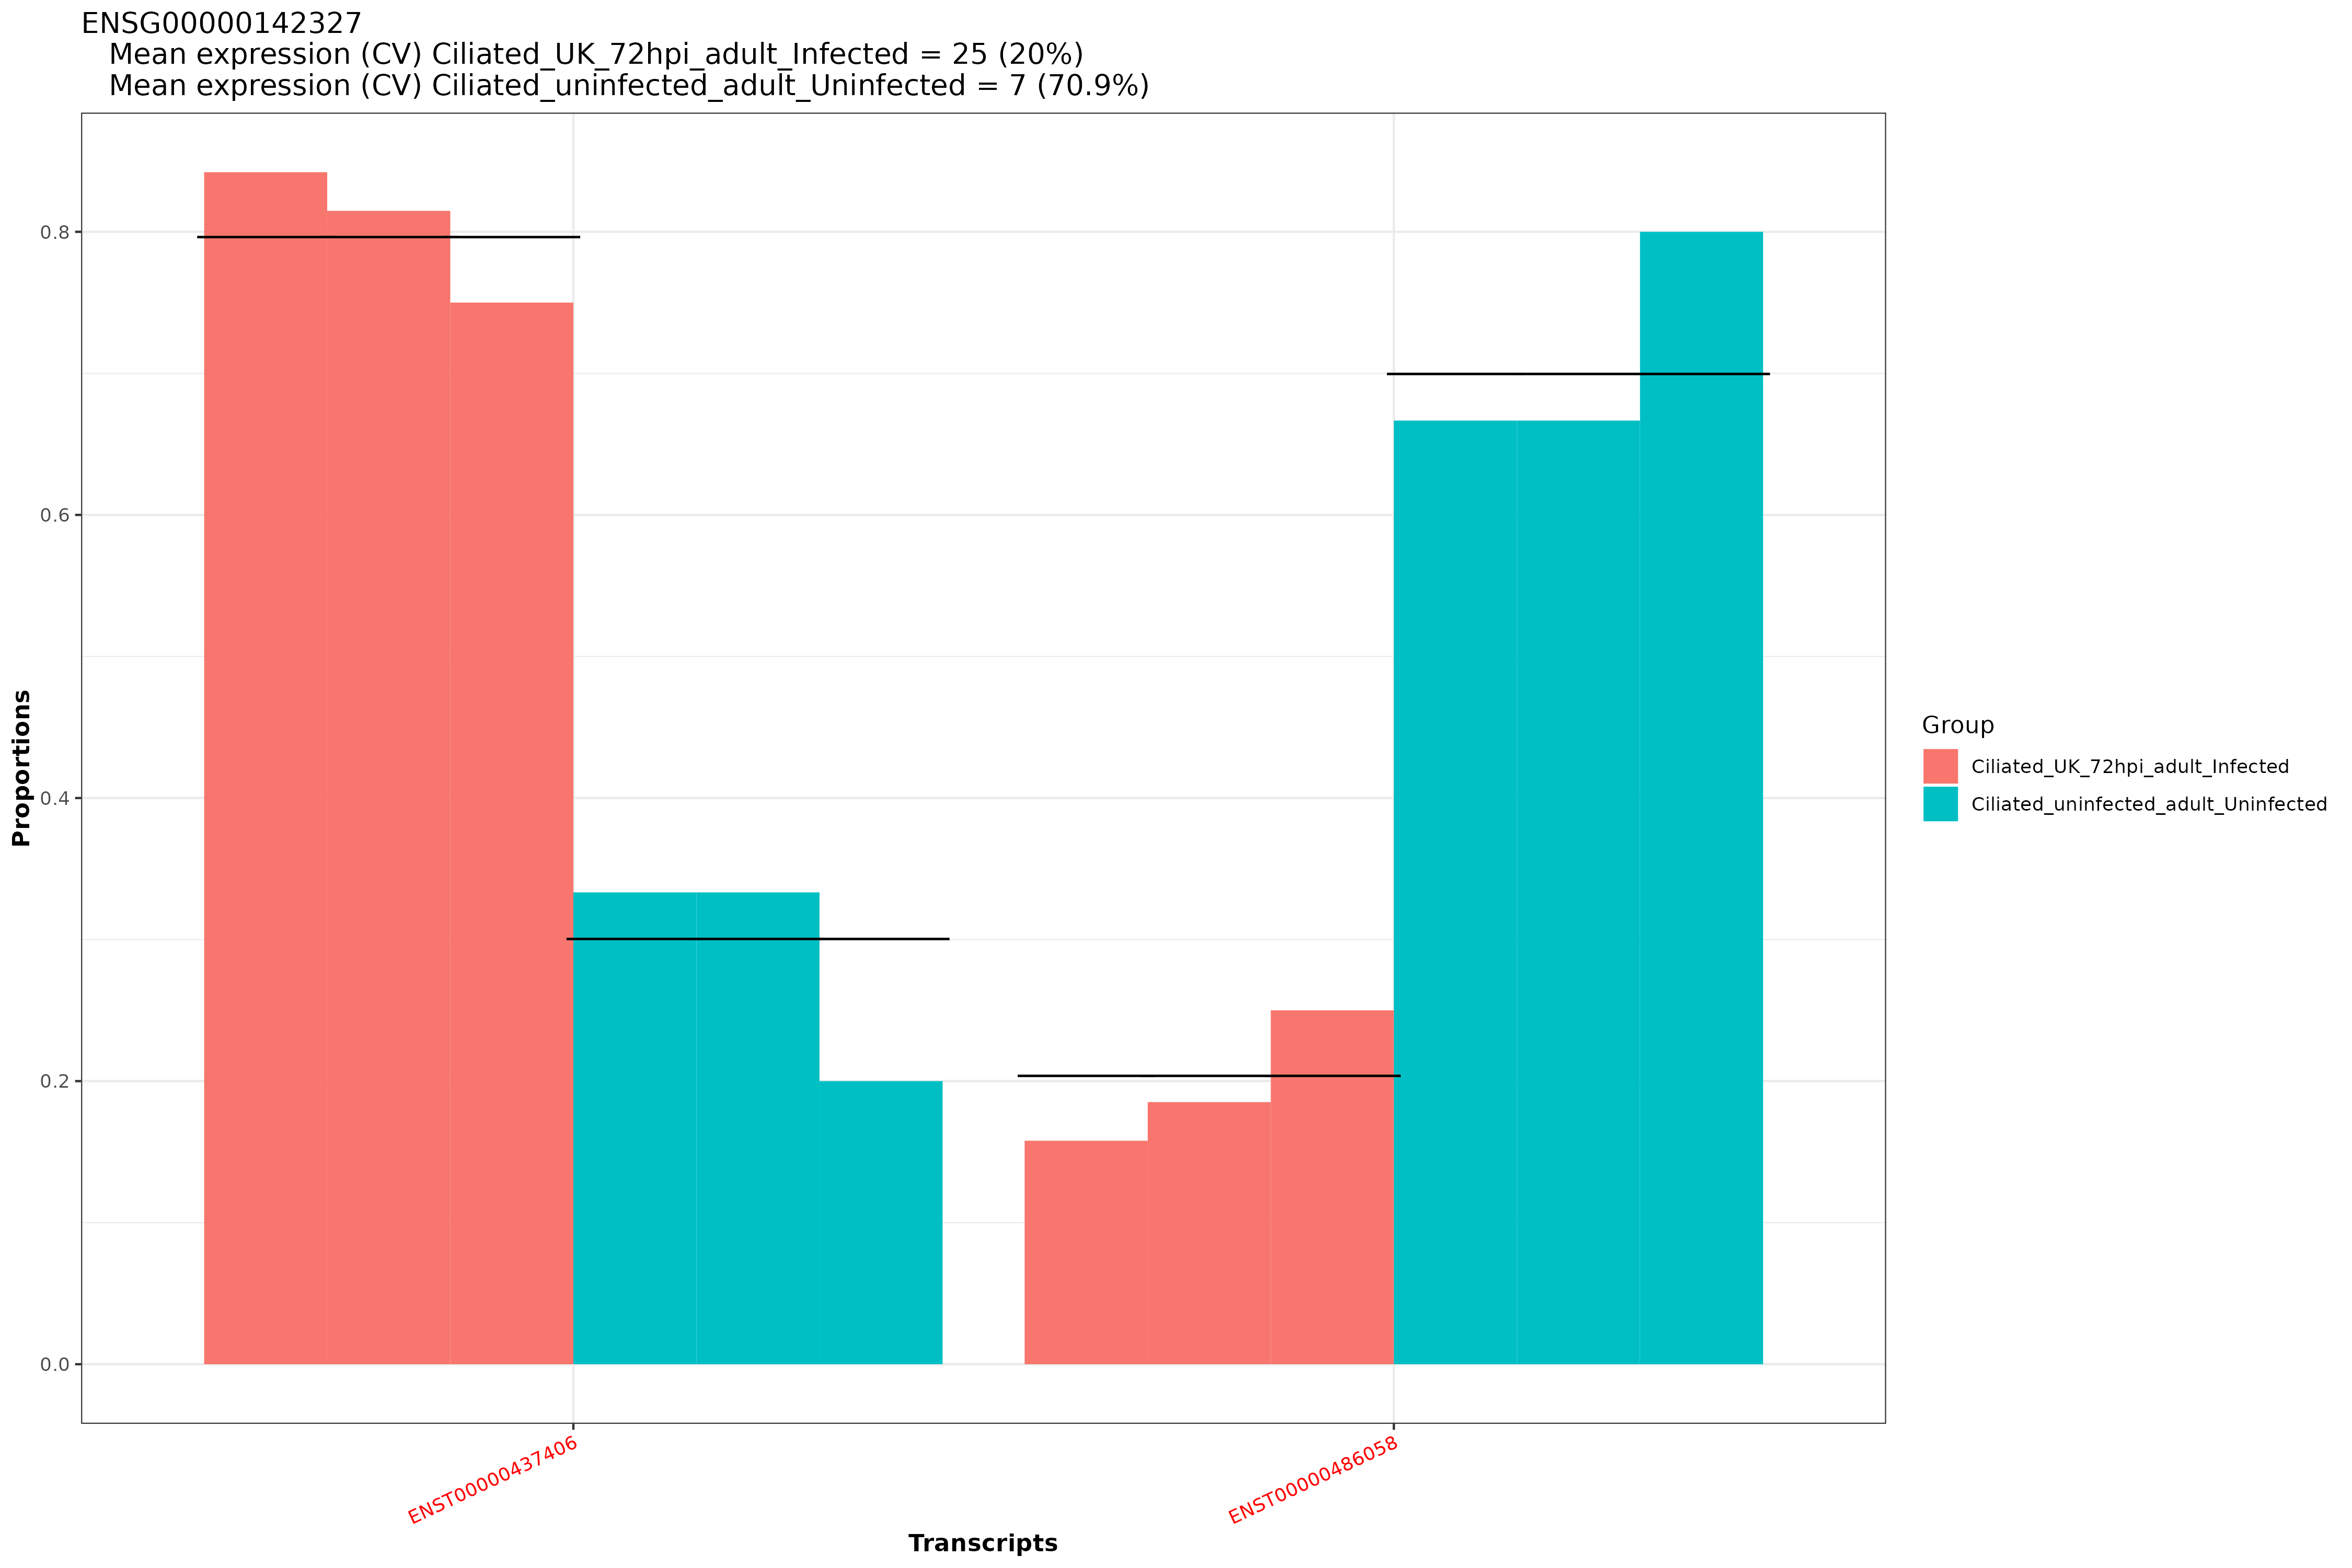 ENSG00000142327
Mean expression (CV) Ciliated_UK_72hpi_adult_Infected = 25 (20%)
Mean expression (CV) Ciliated_uninfected_adult_Uninfected = 7 (70.9%)
0.8
0.6
0.4
0.2
0.0
Proportions
ENST00000437406
ENST00000486058
Transcripts
Group
Ciliated_UK_72hpi_adult_Infected
Ciliated_uninfected_adult_Uninfected